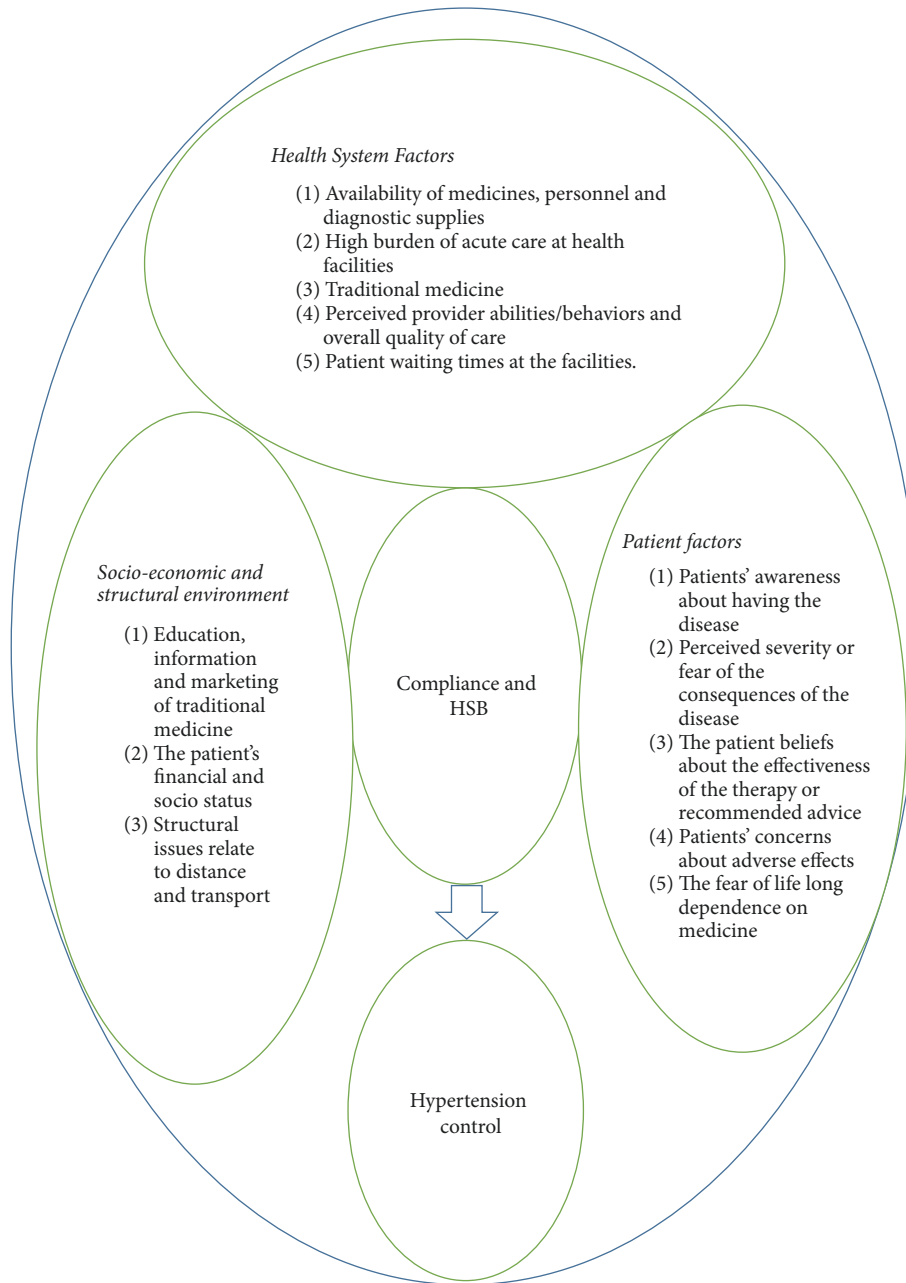 Health System Factors
(1) Availability of medicines, personnel and
diagnostic supplies
(2) High burden of acute care at health
facilities
(3) Traditional medicine
(4) Perceived provider abilities/behaviors and
overall quality of care
(5) Patient waiting times at the facilities.
Socio-economic and
structural environment
(1) Education,
information
and marketing
of traditional
medicine
(2) The patient's
financial and
socio status
(3) Structural
issues relate
to distance
and transport
Compliance and
HSB
Patient factors
(1) Patients' awareness
about having the
disease
(2) Perceived severity or
fear of the
consequences of the
disease
(3) The patient beliefs
about the effectiveness
of the therapy or
recommended advice
(4) Patients' concerns
about adverse effects
(5) The fear of life long
dependence on
medicine
Hypertension
control